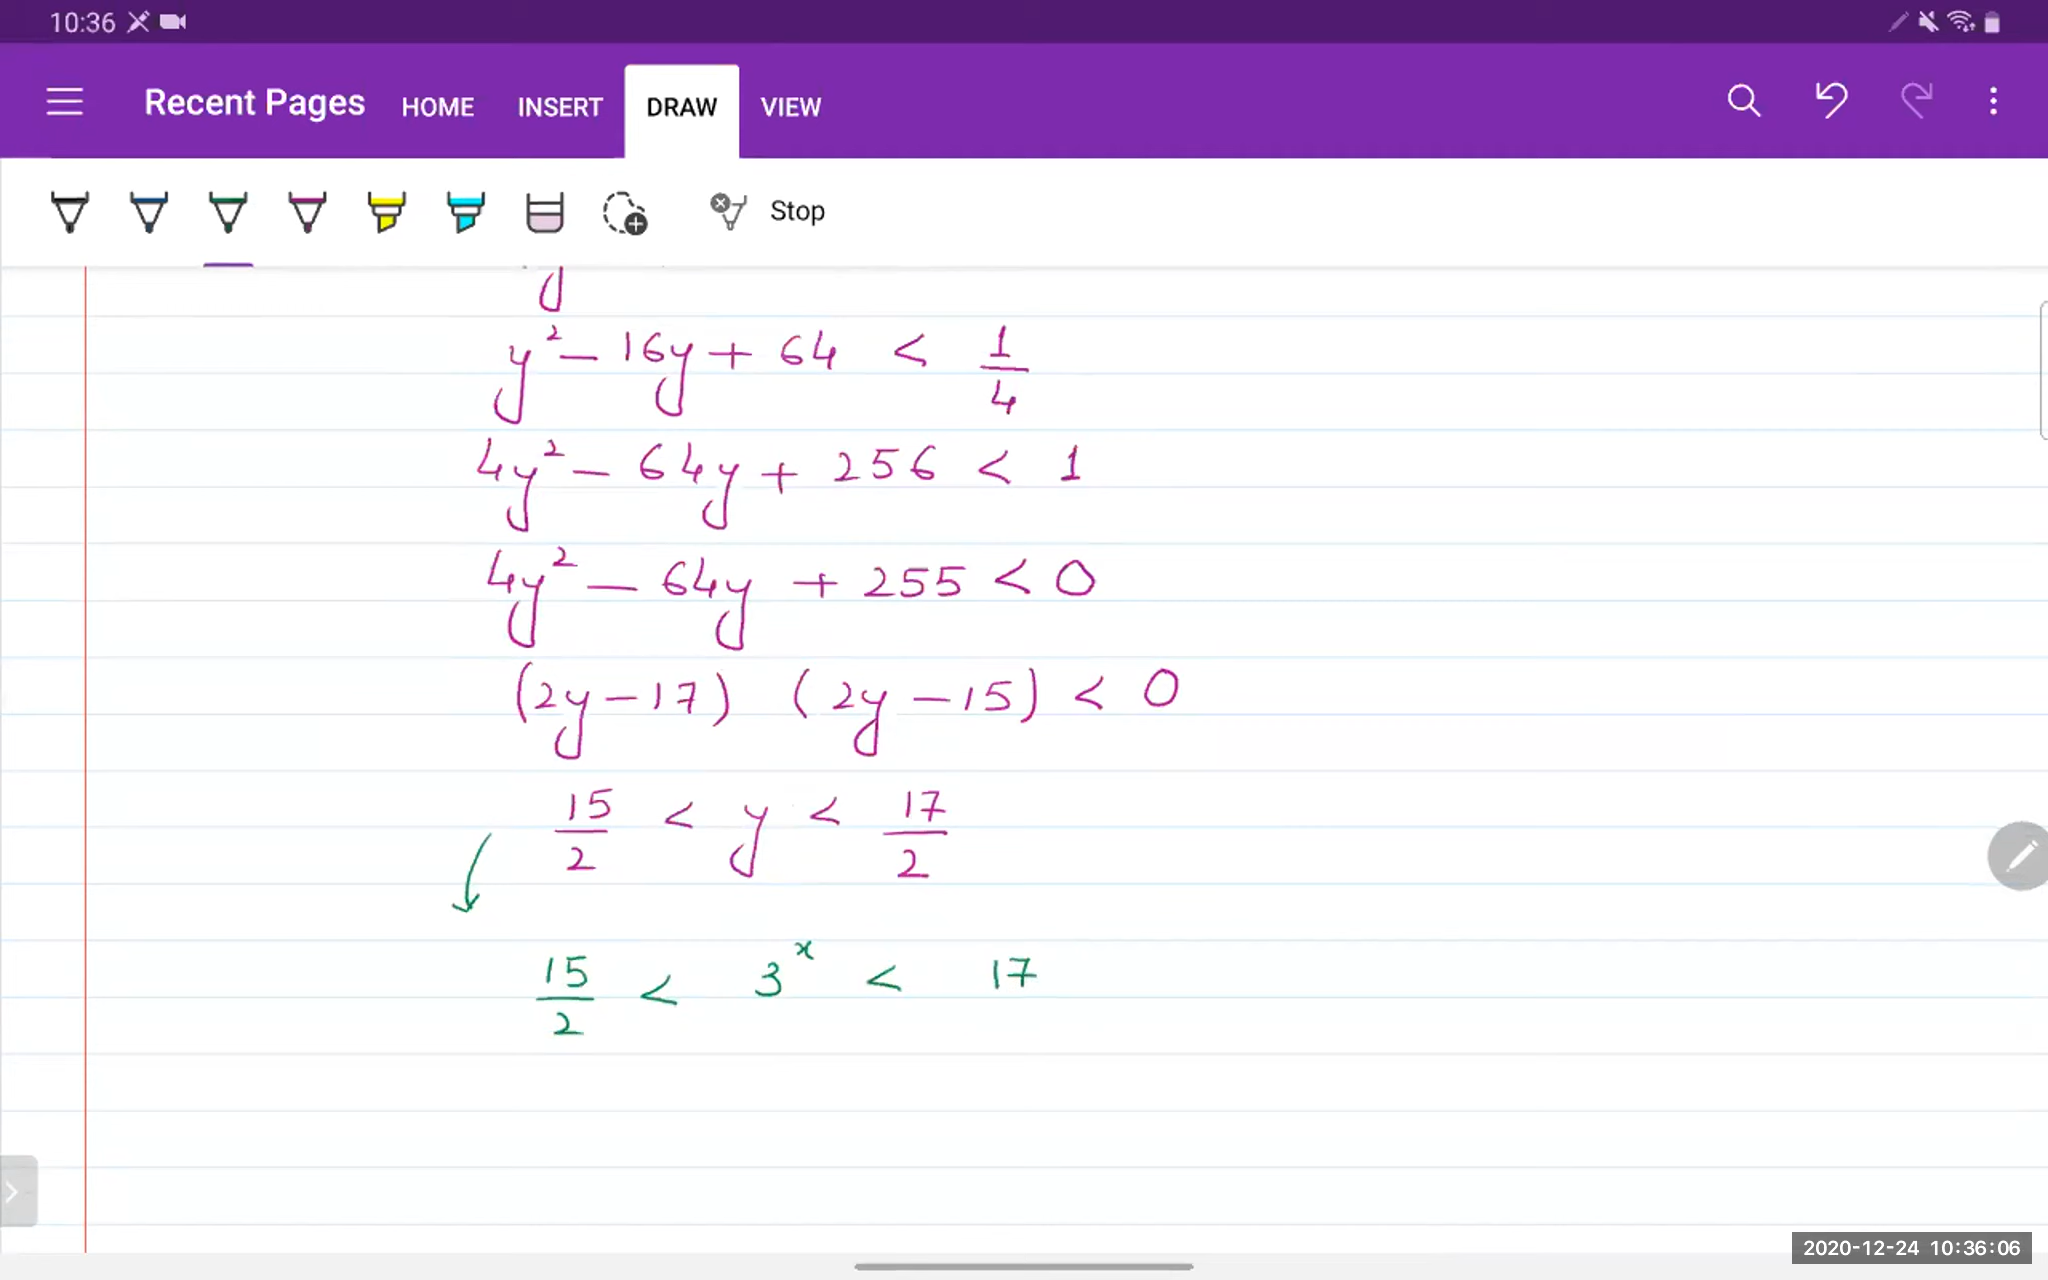 10:36
Recent Pages HOME INSERT DRAW VIEW
Stop
y
y² - 16y + 64 < 1/4
4y² - 64y + 256 < 1
4y² - 64y + 255 < 0
(2y - 17) (2y - 15) < 0
15/2 < y < 17/2
15/2 < 3^x < 17
2020-12-24 10:36:06